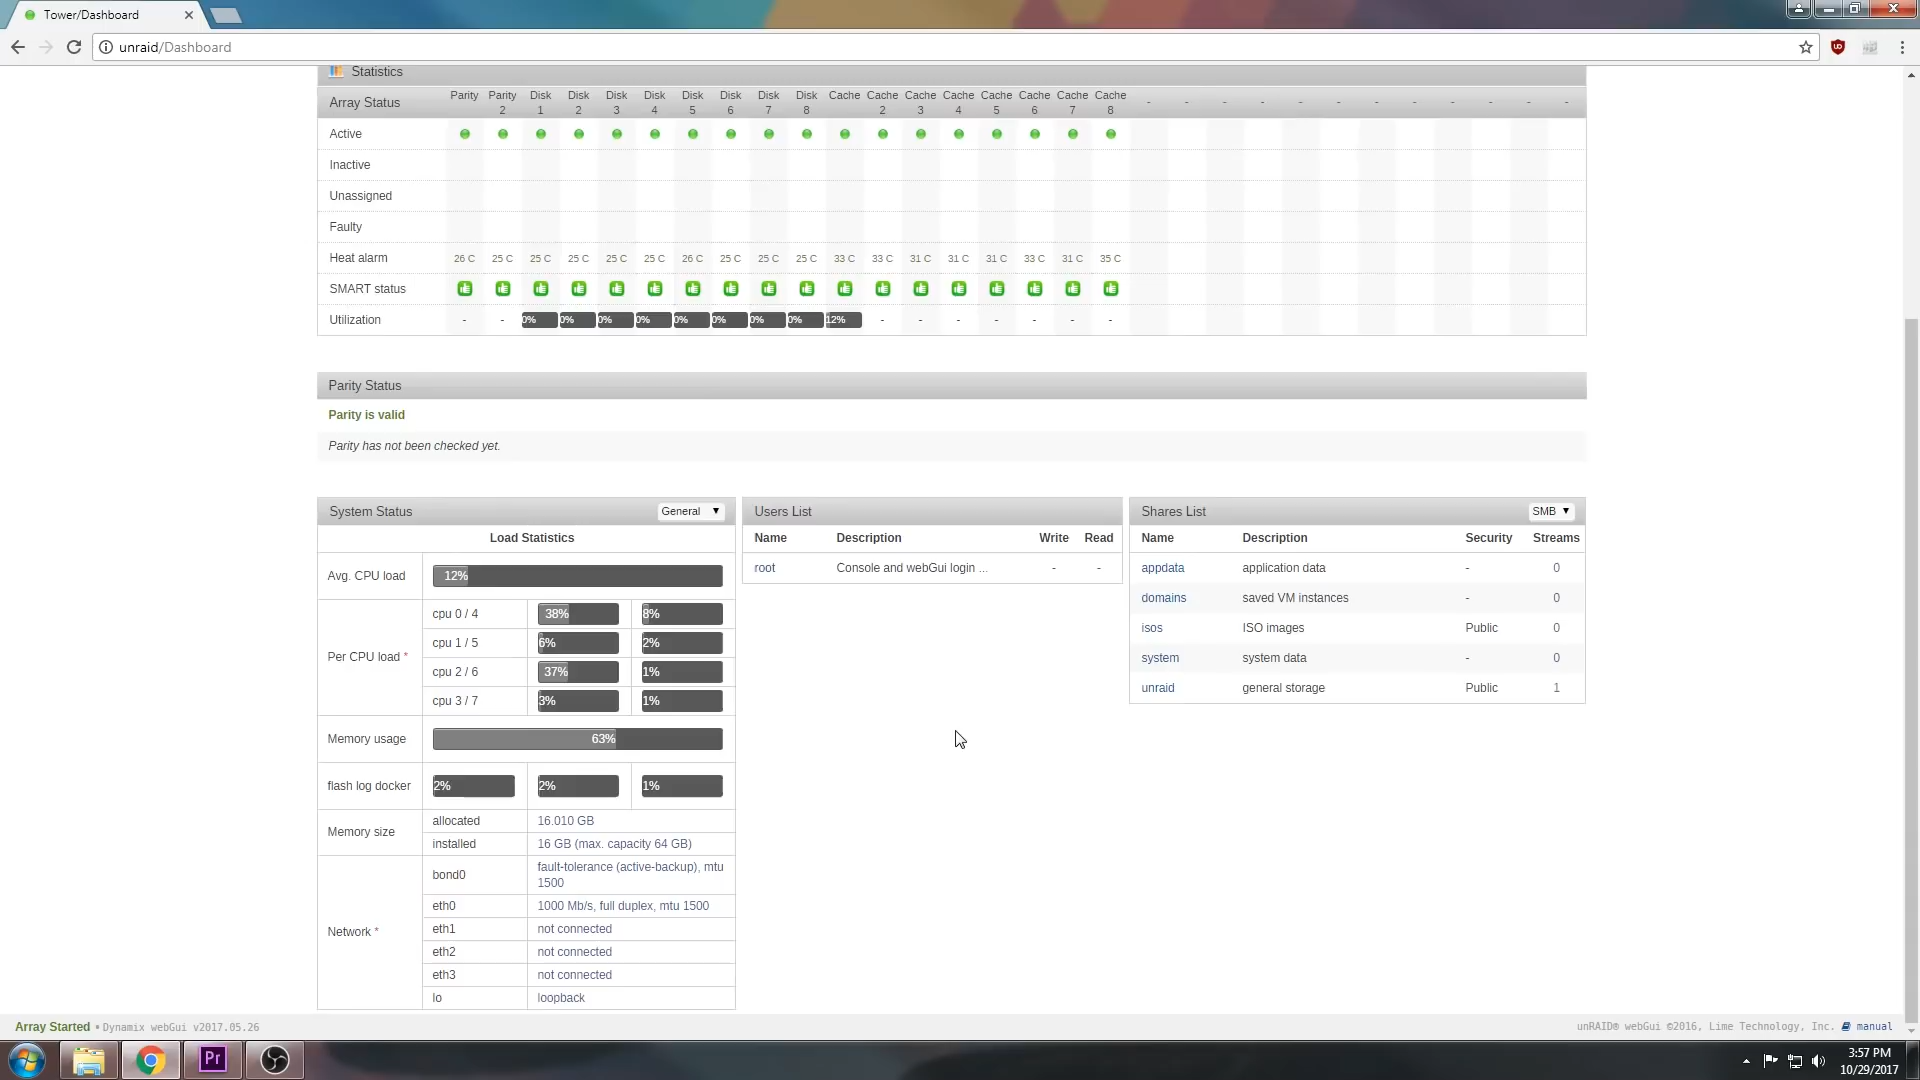 Tower/Dashboard
unraid/Dashboard
Statistics
Array Status Parity Parity 2 Disk 1 Disk 2 Disk 3 Disk 4 Disk 5 Disk 6 Disk 7 Disk 8 Cache Cache 2 Cache 3 Cache 4 Cache 5 Cache 6 Cache 7 Cache 8 - - - - - - - - - - - -
Active
Inactive
Unassigned
Faulty
Heat alarm 26 C 25 C 25 C 25 C 25 C 25 C 26 C 25 C 25 C 25 C 33 C 33 C 31 C 31 C 31 C 33 C 31 C 35 C
SMART status
Utilization - - 0% 0% 0% 0% 0% 0% 0% 0% 12% - - - - - - -
Parity Status
Parity is valid
Parity has not been checked yet.
System Status General
Load Statistics
Avg. CPU load 12%
Per CPU load *
cpu 0 / 4 38% 8%
cpu 1 / 5 6% 2%
cpu 2 / 6 37% 1%
cpu 3 / 7 3% 1%
Memory usage 63%
flash log docker 2% 2% 1%
Memory size
allocated 16.010 GB
installed 16 GB (max. capacity 64 GB)
Network *
bond0 fault-tolerance (active-backup), mtu
1500
eth0 1000 Mb/s, full duplex, mtu 1500
eth1 not connected
eth2 not connected
eth3 not connected
lo loopback
Users List
Name Description Write Read
root Console and webGui login ... - -
Shares List SMB
Name Description Security Streams
appdata application data - 0
domains saved VM instances - 0
isos ISO images Public 0
system system data - 0
unraid general storage Public 1
Array Started • Dynamix webGui v2017.05.26
unRAID® webGui ©2016, Lime Technology, Inc. manual
Pr
3:57 PM
10/29/2017